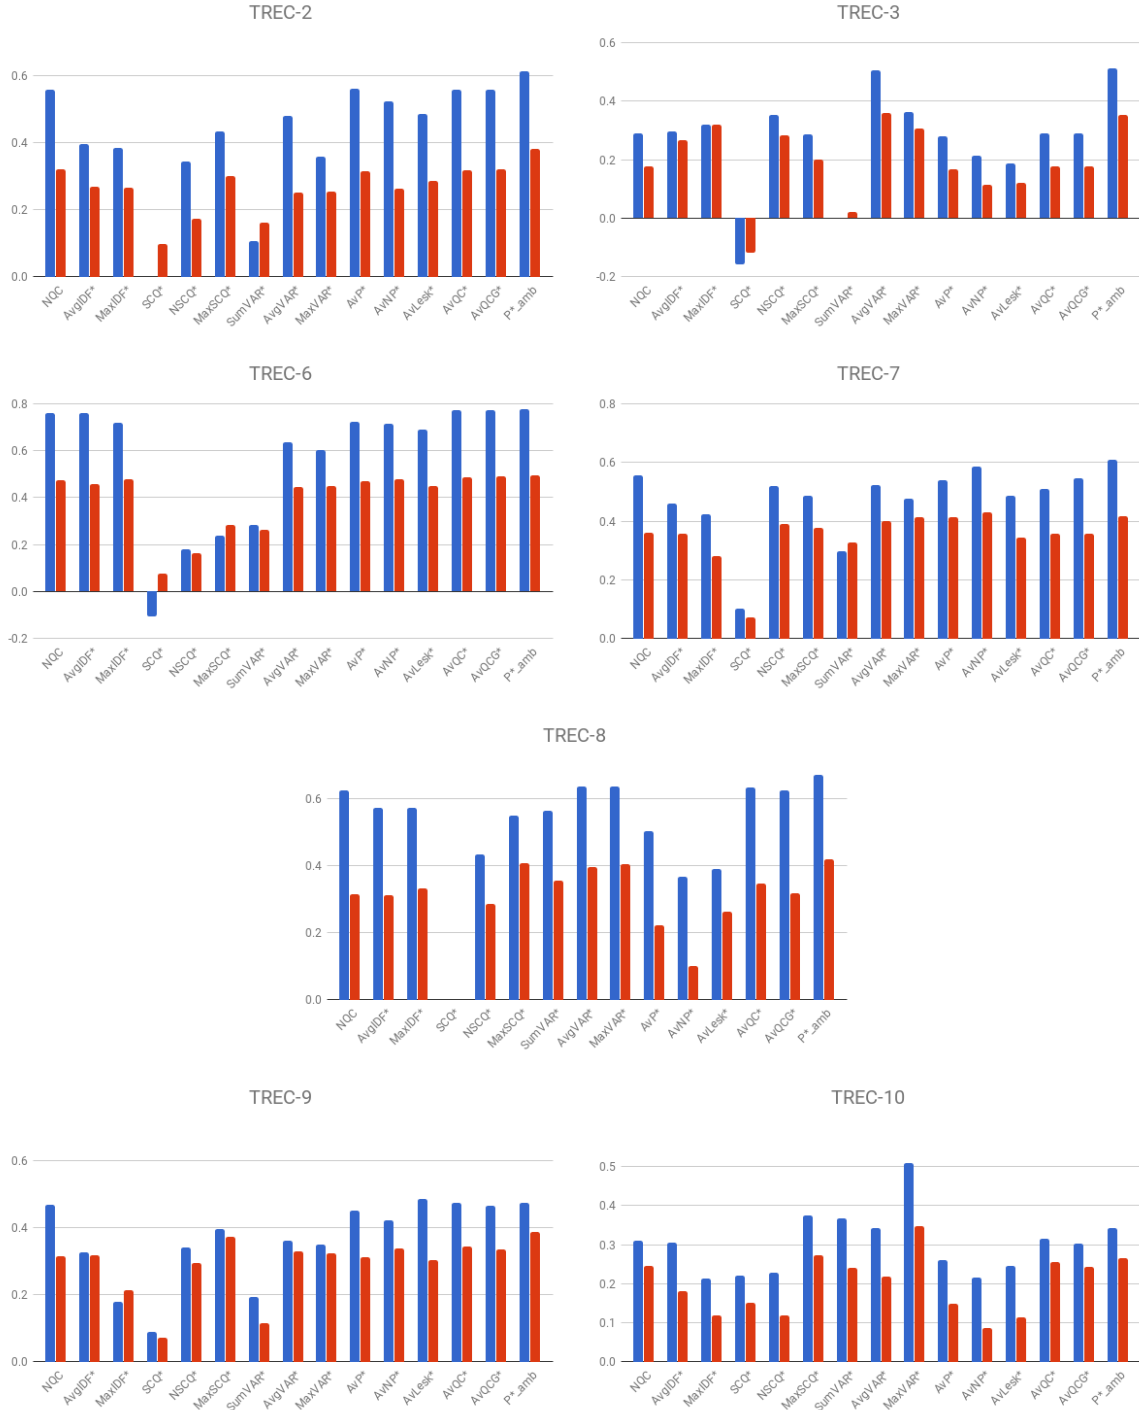 TREC-2
0.6
0.4
0.2
0.0
NQC
AvgIDF*
MaxIDF*
SCQ*
NSCQ*
MaxSCQ*
SumVAR*
AvgVAR*
MaxVAR*
AvP*
AvNP*
AvLesk*
AvQC*
AvQCG*
P*_amb
TREC-3
0.6
0.4
0.2
0.0
-0.2
NQC
AvgIDF*
MaxIDF*
SCQ*
NSCQ*
MaxSCQ*
SumVAR*
AvgVAR*
MaxVAR*
AvP*
AvNP*
AvLesk*
AvQC*
AvQCG*
P*_amb
TREC-6
0.8
0.6
0.4
0.2
0.0
-0.2
NQC
AvgIDF*
MaxIDF*
SCQ*
NSCQ*
MaxSCQ*
SumVAR*
AvgVAR*
MaxVAR*
AvP*
AvNP*
AvLesk*
AvQC*
AvQCG*
P*_amb
TREC-7
0.8
0.6
0.4
0.2
0.0
NQC
AvgIDF*
MaxIDF*
SCQ*
NSCQ*
MaxSCQ*
SumVAR*
AvgVAR*
MaxVAR*
AvP*
AvNP*
AvLesk*
AvQC*
AvQCG*
P*_amb
TREC-8
0.6
0.4
0.2
0.0
NQC
AvgIDF*
MaxIDF*
SCQ*
NSCQ*
MaxSCQ*
SumVAR*
AvgVAR*
MaxVAR*
AvP*
AvNP*
AvLesk*
AvQC*
AvQCG*
P*_amb
TREC-9
0.6
0.4
0.2
0.0
NQC
AvgIDF*
MaxIDF*
SCQ*
NSCQ*
MaxSCQ*
SumVAR*
AvgVAR*
MaxVAR*
AvP*
AvNP*
AvLesk*
AvQC*
AvQCG*
P*_amb
TREC-10
0.5
0.4
0.3
0.2
0.1
0.0
NQC
AvgIDF*
MaxIDF*
SCQ*
NSCQ*
MaxSCQ*
SumVAR*
AvgVAR*
MaxVAR*
AvP*
AvNP*
AvLesk*
AvQC*
AvQCG*
P*_amb